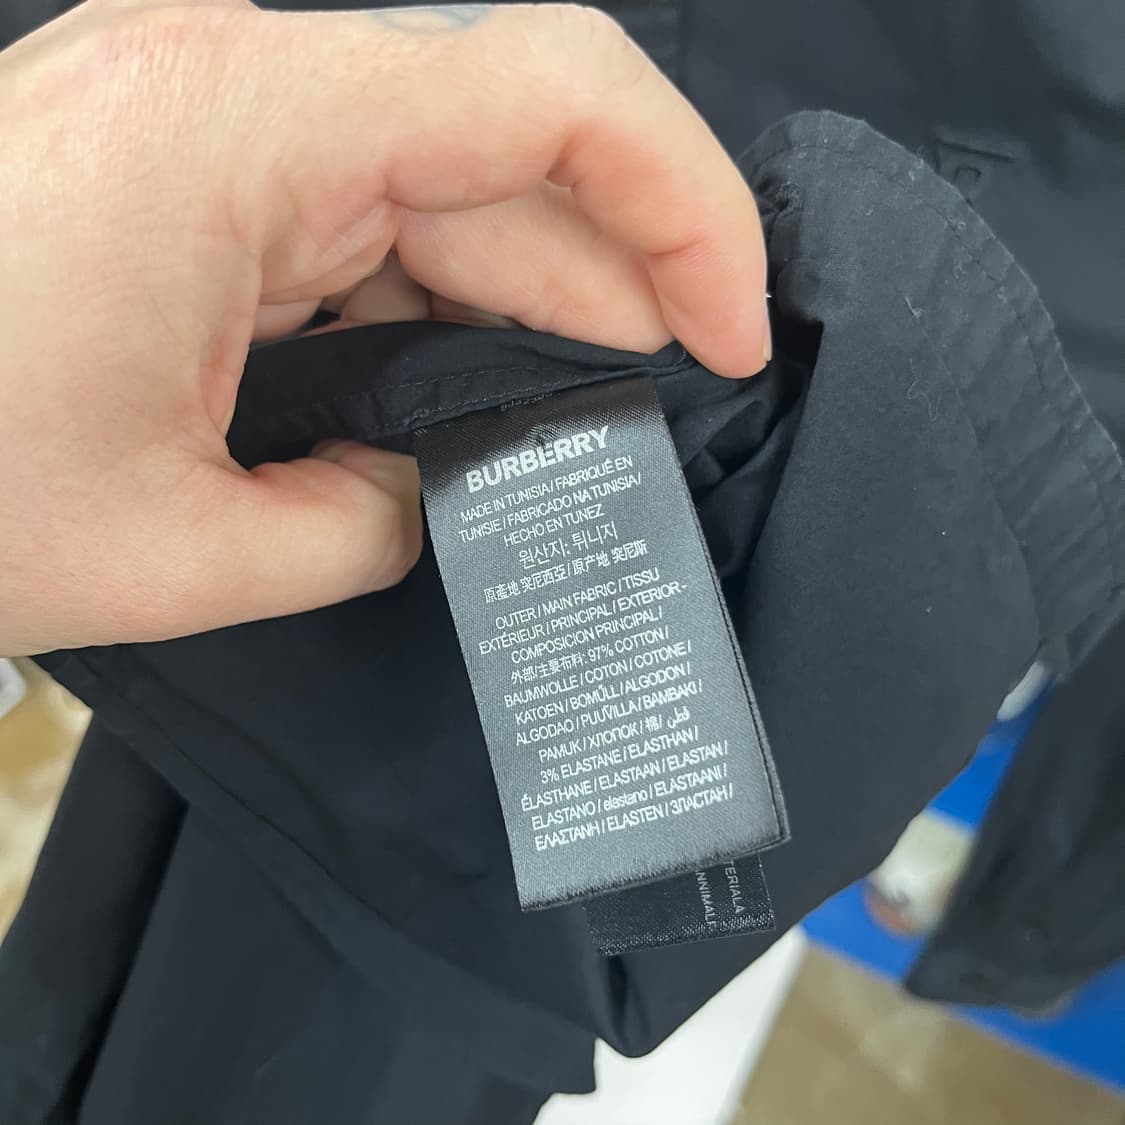 BURBERRY
MADE IN TUNISIA / FABRIQUÉ EN
TUNISIE / FABRICADO NA TUNISIA /
HECHO EN TUNEZ
원산지: 튀니지
原產地 突尼西亞 / 原产地 突尼斯
OUTER / MAIN FABRIC / TISSU
EXTÉRIEUR / PRINCIPAL / EXTERIOR -
COMPOSICION PRINCIPAL /
外部/主要布料: 97% COTTON /
BAUMWOLLE / COTON / COTONE /
KATOEN / BOMULL / ALGODON /
ALGODAO / PUUVILLA / BAMBAKI /
PAMUK / ХЛОПОК / 棉/ قطن
3% ELASTANE / ELASTHAN /
ÉLASTHANE / ELASTAAN / ELASTAN /
ELASTANO / elastano / ELASTAANI /
ΕΛΑΣΤΑΝΗ / ELASTEN / ЭЛАСТАН /